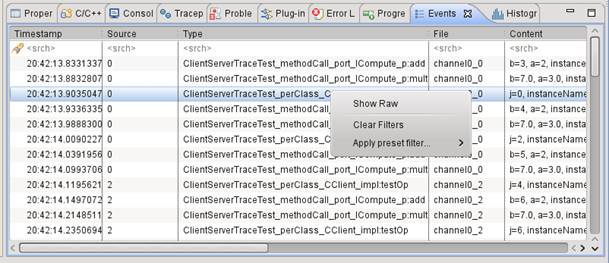 Proper C/C++ Consol Tracep Proble Plug-in Error L Progre Events Histogr
Timestamp Source Type File Content
<srch> <srch> <srch> <srch> <srch>
20:42:13.8331337 0 ClientServerTraceTest_methodCall_port_ICompute_p:add channel0_0 b=3, a=2, instance
20:42:13.8832807 0 ClientServerTraceTest_methodCall_port_ICompute_p:mult channel0_0 b=7.0, a=3.0, instan
20:42:13.9035047 0 ClientServerTraceTest_perClass_C channel0_0 j=0, instanceName
20:42:13.9336335 0 ClientServerTraceTest_methodCall_ channel0_0 b=4, a=2, instance
20:42:13.9888300 0 ClientServerTraceTest_methodCall_ channel0_0 b=7.0, a=3.0, instan
20:42:14.0090227 0 ClientServerTraceTest_perClass_C channel0_0 j=2, instanceName
20:42:14.0391956 0 ClientServerTraceTest_methodCall_ channel0_0 b=5, a=2, instance
20:42:14.0993706 0 ClientServerTraceTest_methodCall_port_ICompute_p:mult channel0_0 b=7.0, a=3.0, instan
20:42:14.1195621 2 ClientServerTraceTest_perClass_CClient_impl:testOp channel0_2 j=4, instanceName
20:42:14.1497072 2 ClientServerTraceTest_methodCall_port_ICompute_p:add channel0_2 b=6, a=2, instance
20:42:14.2148511 2 ClientServerTraceTest_methodCall_port_ICompute_p:mult channel0_2 b=7.0, a=3.0, instan
20:42:14.2350694 2 ClientServerTraceTest_perClass_CClient_impl:testOp channel0_2 j=6, instanceName
Show Raw
Clear Filters
Apply preset filter...